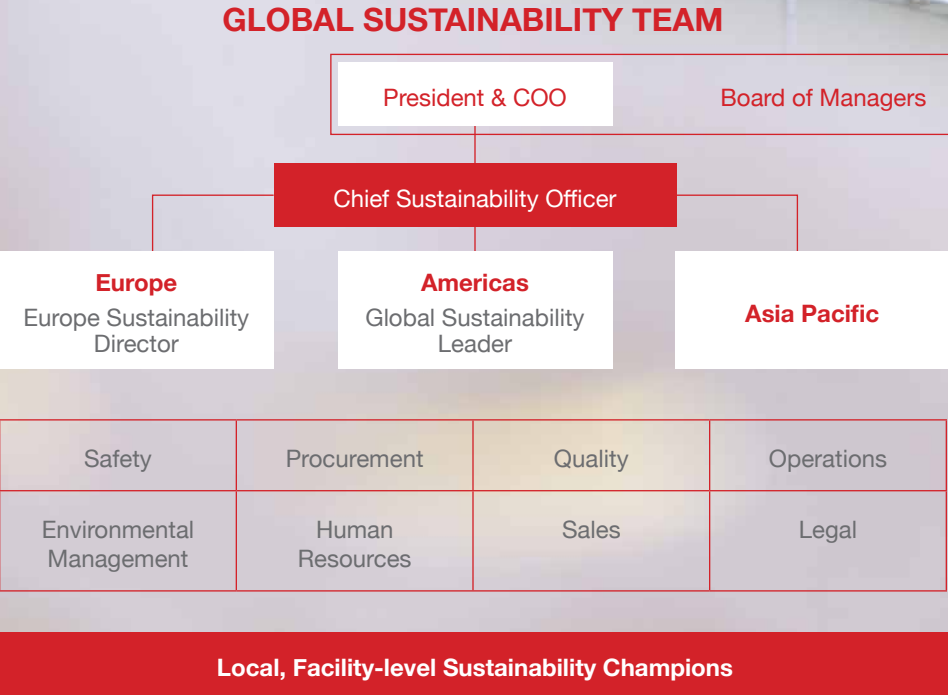 GLOBAL SUSTAINABILITY TEAM
President & COO
Board of Managers
Chief Sustainability Officer
Europe
Europe Sustainability
Director
Americas
Global Sustainability
Leader
Asia Pacific
Safety
Procurement
Quality
Operations
Environmental
Management
Human
Resources
Sales
Legal
Local, Facility-level Sustainability Champions